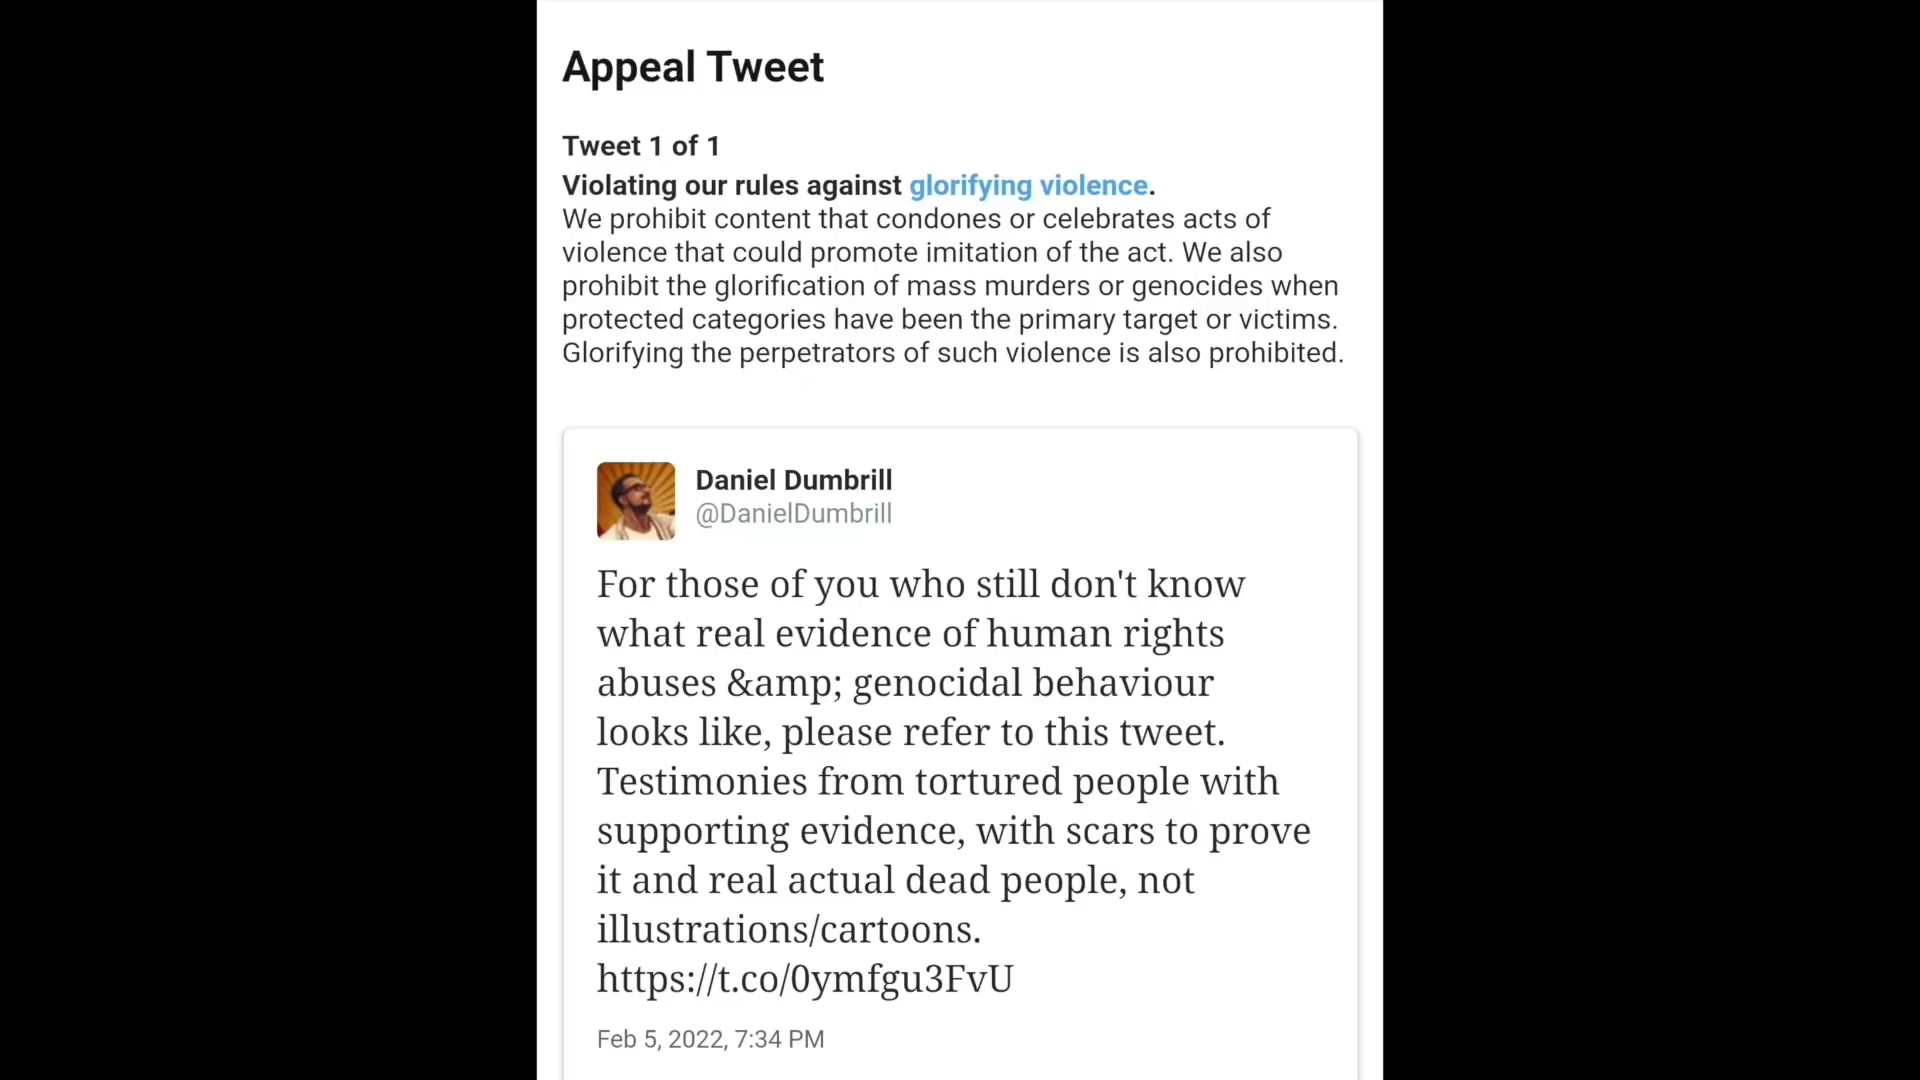 Appeal Tweet
Tweet 1 of 1
Violating our rules against glorifying violence.
We prohibit content that condones or celebrates acts of
violence that could promote imitation of the act. We also
prohibit the glorification of mass murders or genocides when
protected categories have been the primary target or victims.
Glorifying the perpetrators of such violence is also prohibited.
Daniel Dumbrill
@DanielDumbrill
For those of you who still don't know
what real evidence of human rights
abuses &amp; genocidal behaviour
looks like, please refer to this tweet.
Testimonies from tortured people with
supporting evidence, with scars to prove
it and real actual dead people, not
illustrations/cartoons.
https://t.co/0ymfgu3FvU
Feb 5, 2022, 7:34 PM